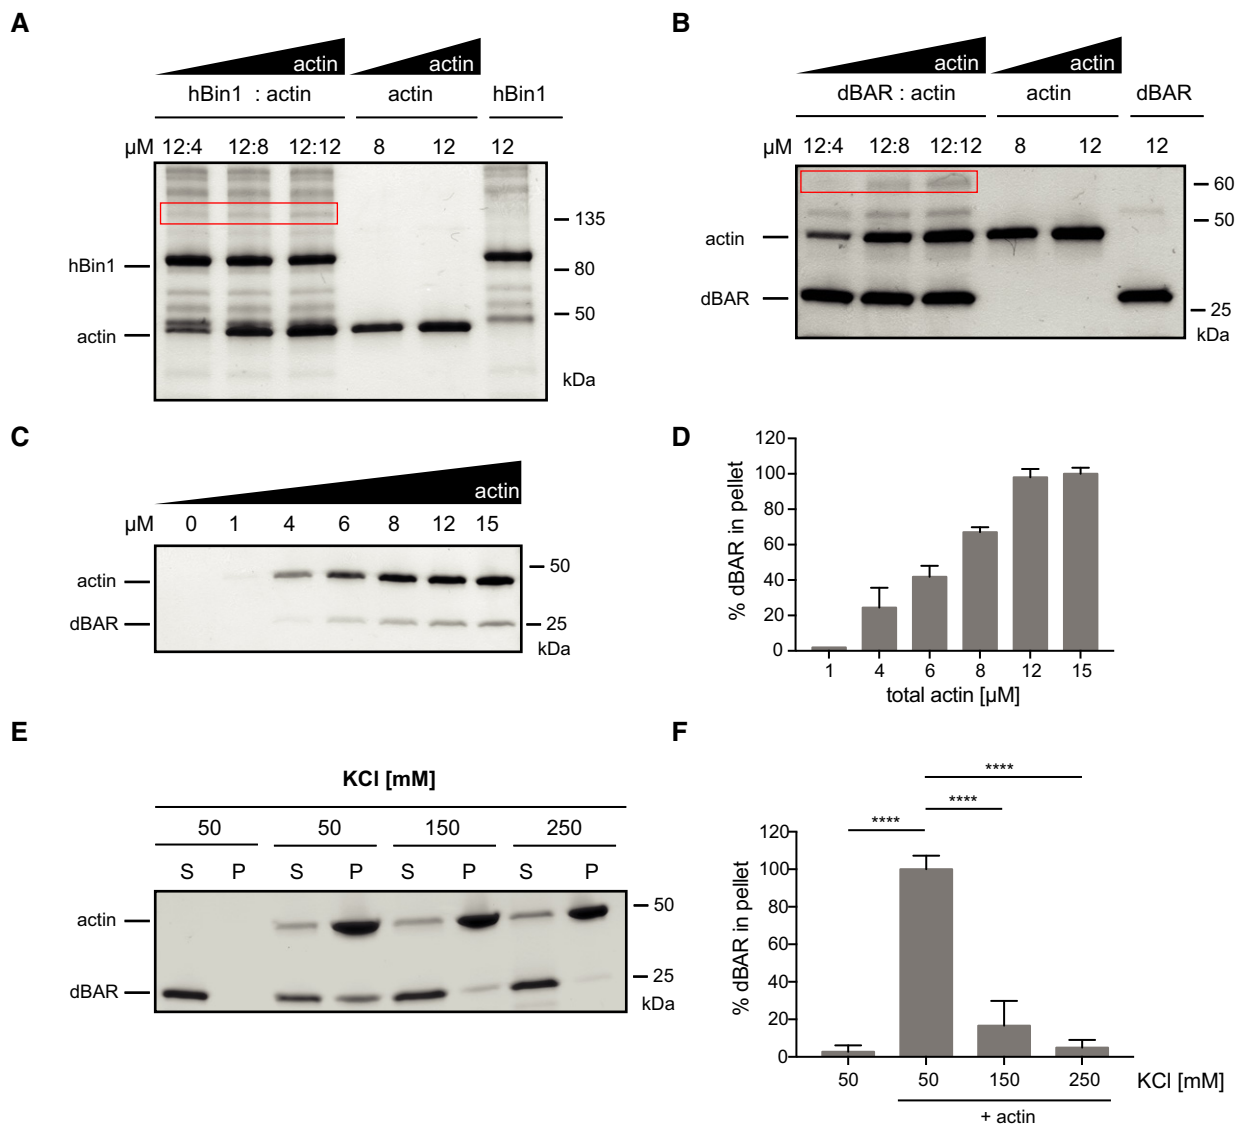 A
actin actin
hBin1 : actin actin hBin1
µM 12:4 12:8 12:12 8 12 12
135
hBin1
80
50
actin
kDa
B
actin actin
dBAR : actin actin dBAR
µM 12:4 12:8 12:12 8 12 12
60
50
actin
dBAR
25
kDa
C
actin
µM 0 1 4 6 8 12 15
50
actin
dBAR
25
kDa
D
% dBAR in pellet
120
100
80
60
40
20
0
1 4 6 8 12 15
total actin [µM]
E
KCl [mM]
50 50 150 250
S P S P S P S P
50
actin
25
dBAR
kDa
F
****
****
****
% dBAR in pellet
120
100
80
60
40
20
0
50 50 150 250 KCl [mM]
+ actin